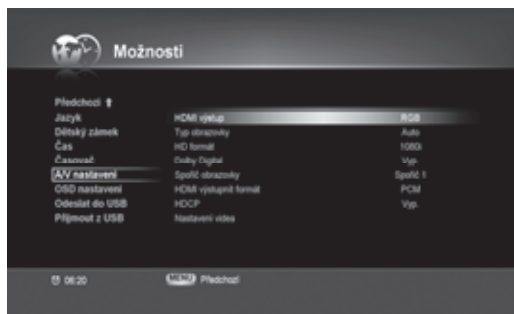 Možnosti
Předchozí
Jazyk
Dětský zámek
Čas
Časovač
A/V nastavení
OSD nastavení
Odeslat do USB
Přijmout z USB
HDMI výstup RGB
Typ obrazovky Auto
HD formát 1080i
Dolby Digital Vyp.
Spořič obrazovky Spořič 1
HDMI výstupnít formát PCM
HDCP Vyp.
Nastavení videa
06:20 MENU Předchozí